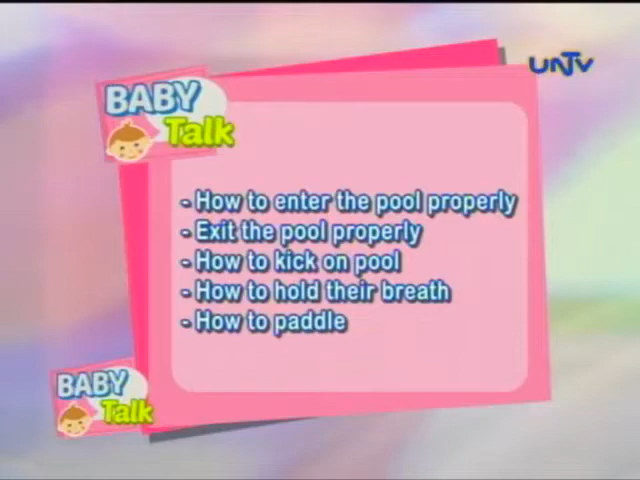 UNTV
BABY
Talk
- How to enter the pool properly
- Exit the pool properly
- How to kick on pool
- How to hold their breath
- How to paddle
BABY
Talk